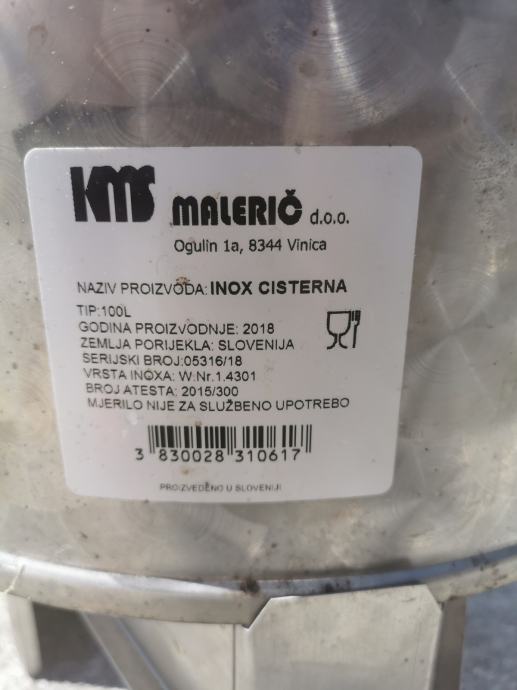 KMS MALERIČ d.o.o.
Ogulin 1a, 8344 Vinica
NAZIV PROIZVODA: INOX CISTERNA
TIP:100L
GODINA PROIZVODNJE: 2018
ZEMLJA PORIJEKLA: SLOVENIJA
SERIJSKI BROJ:05316/18
VRSTA INOXA: W.Nr.1.4301
BROJ ATESTA: 2015/300
MJERILO NIJE ZA SLUŽBENO UPOTREBO
3 830028 310617
PROIZVEDENO U SLOVENIJI